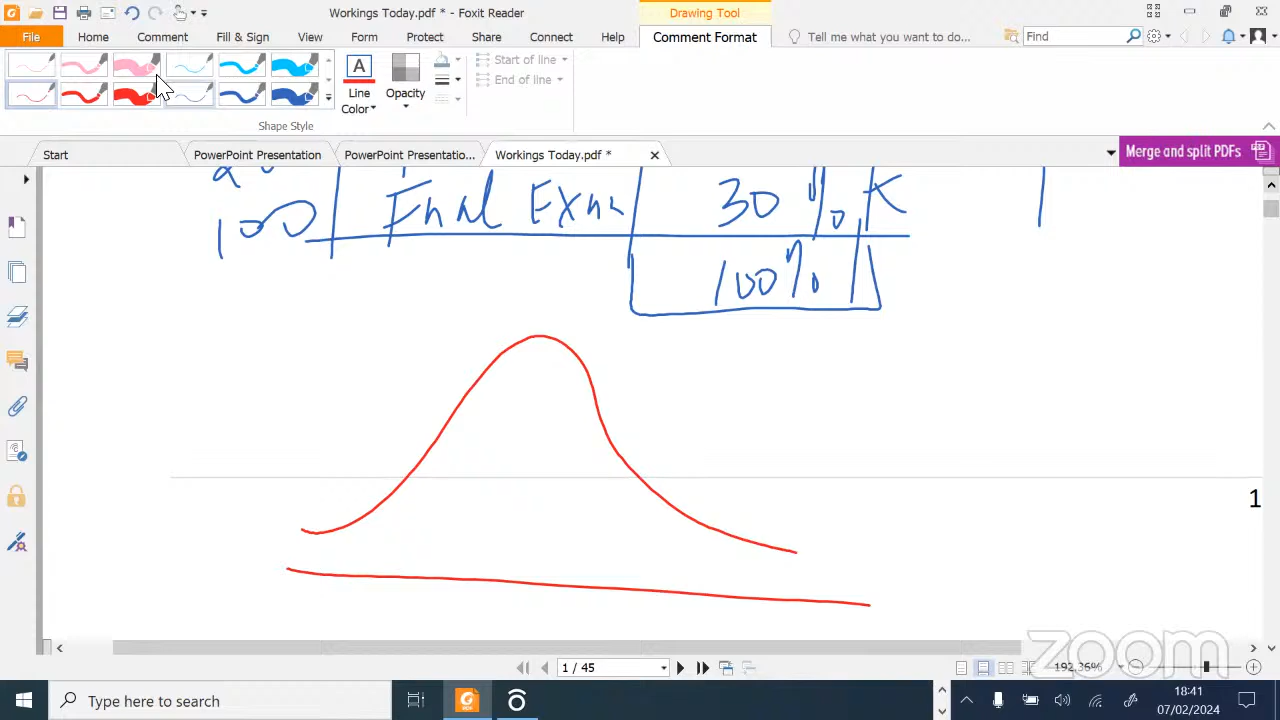 Workings Today.pdf * - Foxit Reader
Drawing Tool
File Home Comment Fill & Sign View Form Protect Share Connect Help Comment Format Tell me what you want to do... Find
Line Color
Opacity
Start of line
End of line
Shape Style
Start PowerPoint Presentation PowerPoint Presentatio... Workings Today.pdf * Merge and split PDFs
100 Final Exam 30 % K
100%
1
1 / 45 192.36%
zoom
Type here to search
18:41
07/02/2024